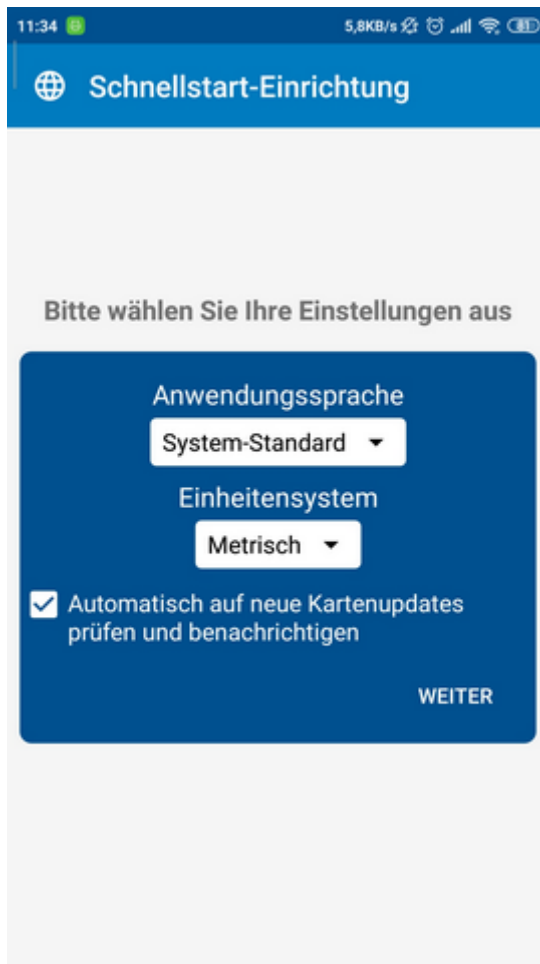 11:34 5,8KB/s 81
Schnellstart-Einrichtung
Bitte wählen Sie Ihre Einstellungen aus
Anwendungssprache
System-Standard
Einheitensystem
Metrisch
Automatisch auf neue Kartenupdates
prüfen und benachrichtigen
WEITER